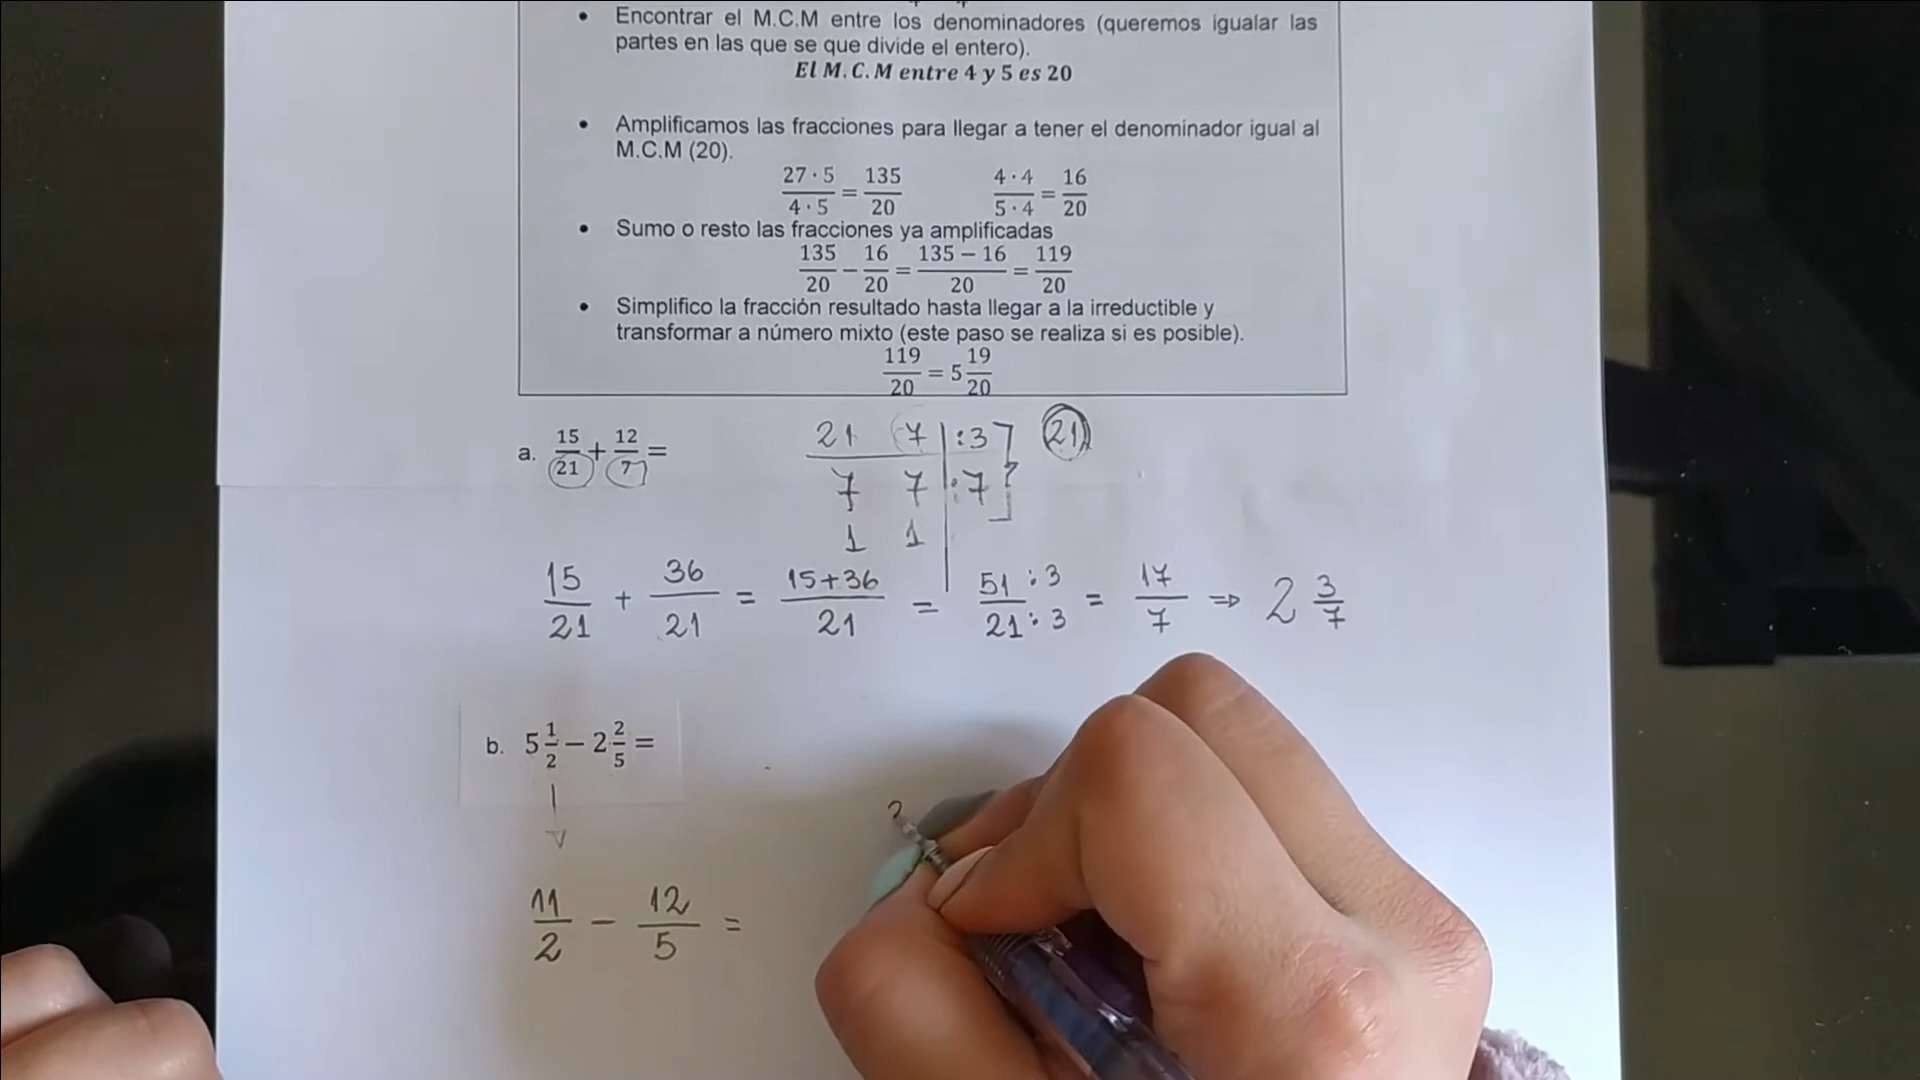 • Encontrar el M.C.M entre los denominadores (queremos igualar las
partes en las que se que divide el entero).
El M.C.M entre 4 y 5 es 20
• Amplificamos las fracciones para llegar a tener el denominador igual al
M.C.M (20).
27 · 5 / 4 · 5 = 135 / 20    4 · 4 / 5 · 4 = 16 / 20
• Sumo o resto las fracciones ya amplificadas
135 / 20 − 16 / 20 = 135 − 16 / 20 = 119 / 20
• Simplifico la fracción resultado hasta llegar a la irreductible y
transformar a número mixto (este paso se realiza si es posible).
119 / 20 = 5 19 / 20
a. 15 / 21 + 12 / 7 =
21 7 | :3 21
7 7 | :7
1 1
15 / 21 + 36 / 21 = 15+36 / 21 = 51 :3 / 21 :3 = 17 / 7 ⇒ 2 3 / 7
b. 5 1 / 2 − 2 2 / 5 =
11 / 2 − 12 / 5 =